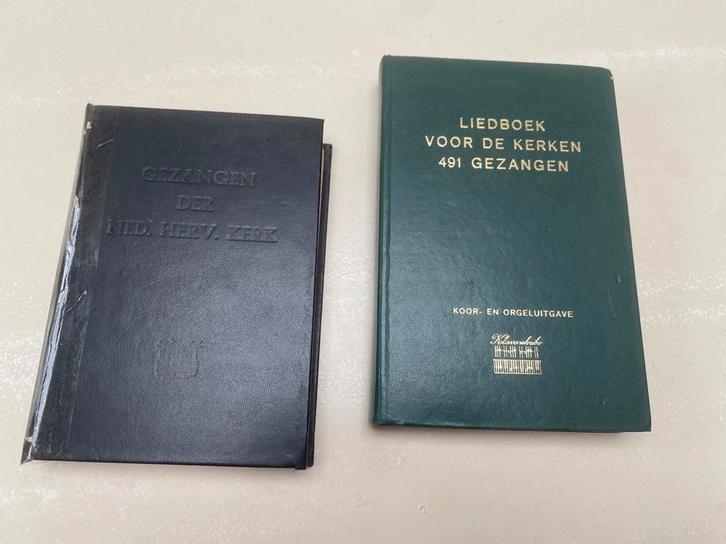 GEZANGEN
DER
NED. HERV. KERK
LIEDBOEK
VOOR DE KERKEN
491 GEZANGEN
KOOR- EN ORGELUITGAVE